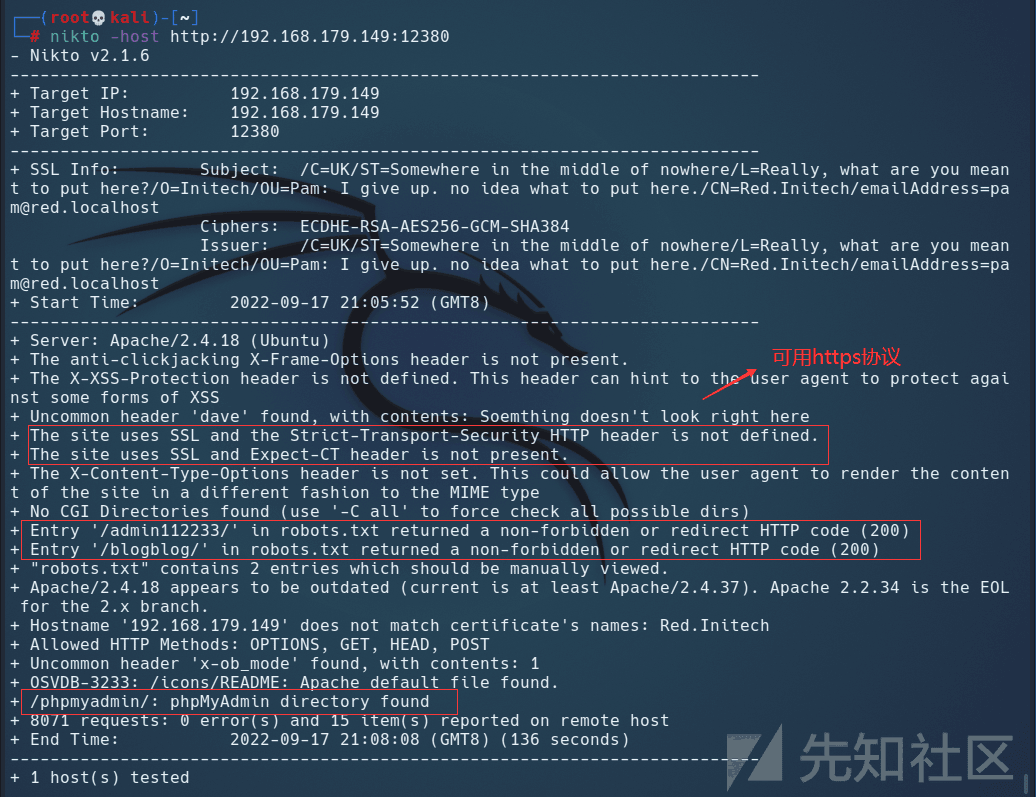 (root💀kali)-[~]
# nikto -host http://192.168.179.149:12380
- Nikto v2.1.6
---------------------------------------------------------------------------
+ Target IP:          192.168.179.149
+ Target Hostname:    192.168.179.149
+ Target Port:        12380
---------------------------------------------------------------------------
+ SSL Info:        Subject:  /C=UK/ST=Somewhere in the middle of nowhere/L=Really, what are you mean
t to put here?/O=Initech/OU=Pam: I give up. no idea what to put here./CN=Red.Initech/emailAddress=pa
m@red.localhost
                   Ciphers:  ECDHE-RSA-AES256-GCM-SHA384
                   Issuer:   /C=UK/ST=Somewhere in the middle of nowhere/L=Really, what are you mean
t to put here?/O=Initech/OU=Pam: I give up. no idea what to put here./CN=Red.Initech/emailAddress=pa
m@red.localhost
+ Start Time:         2022-09-17 21:05:52 (GMT8)
---------------------------------------------------------------------------
+ Server: Apache/2.4.18 (Ubuntu)
+ The anti-clickjacking X-Frame-Options header is not present.
可用https协议
+ The X-XSS-Protection header is not defined. This header can hint to the user agent to protect agai
nst some forms of XSS
+ Uncommon header 'dave' found, with contents: Soemthing doesn't look right here
+ The site uses SSL and the Strict-Transport-Security HTTP header is not defined.
+ The site uses SSL and Expect-CT header is not present.
+ The X-Content-Type-Options header is not set. This could allow the user agent to render the conten
t of the site in a different fashion to the MIME type
+ No CGI Directories found (use '-C all' to force check all possible dirs)
+ Entry '/admin112233/' in robots.txt returned a non-forbidden or redirect HTTP code (200)
+ Entry '/blogblog/' in robots.txt returned a non-forbidden or redirect HTTP code (200)
+ "robots.txt" contains 2 entries which should be manually viewed.
+ Apache/2.4.18 appears to be outdated (current is at least Apache/2.4.37). Apache 2.2.34 is the EOL
 for the 2.x branch.
+ Hostname '192.168.179.149' does not match certificate's names: Red.Initech
+ Allowed HTTP Methods: OPTIONS, GET, HEAD, POST
+ Uncommon header 'x-ob_mode' found, with contents: 1
+ OSVDB-3233: /icons/README: Apache default file found.
+ /phpmyadmin/: phpMyAdmin directory found
+ 8071 requests: 0 error(s) and 15 item(s) reported on remote host
+ End Time:           2022-09-17 21:08:08 (GMT8) (136 seconds)
---------------------------------------------------------------------------
+ 1 host(s) tested
先知社区